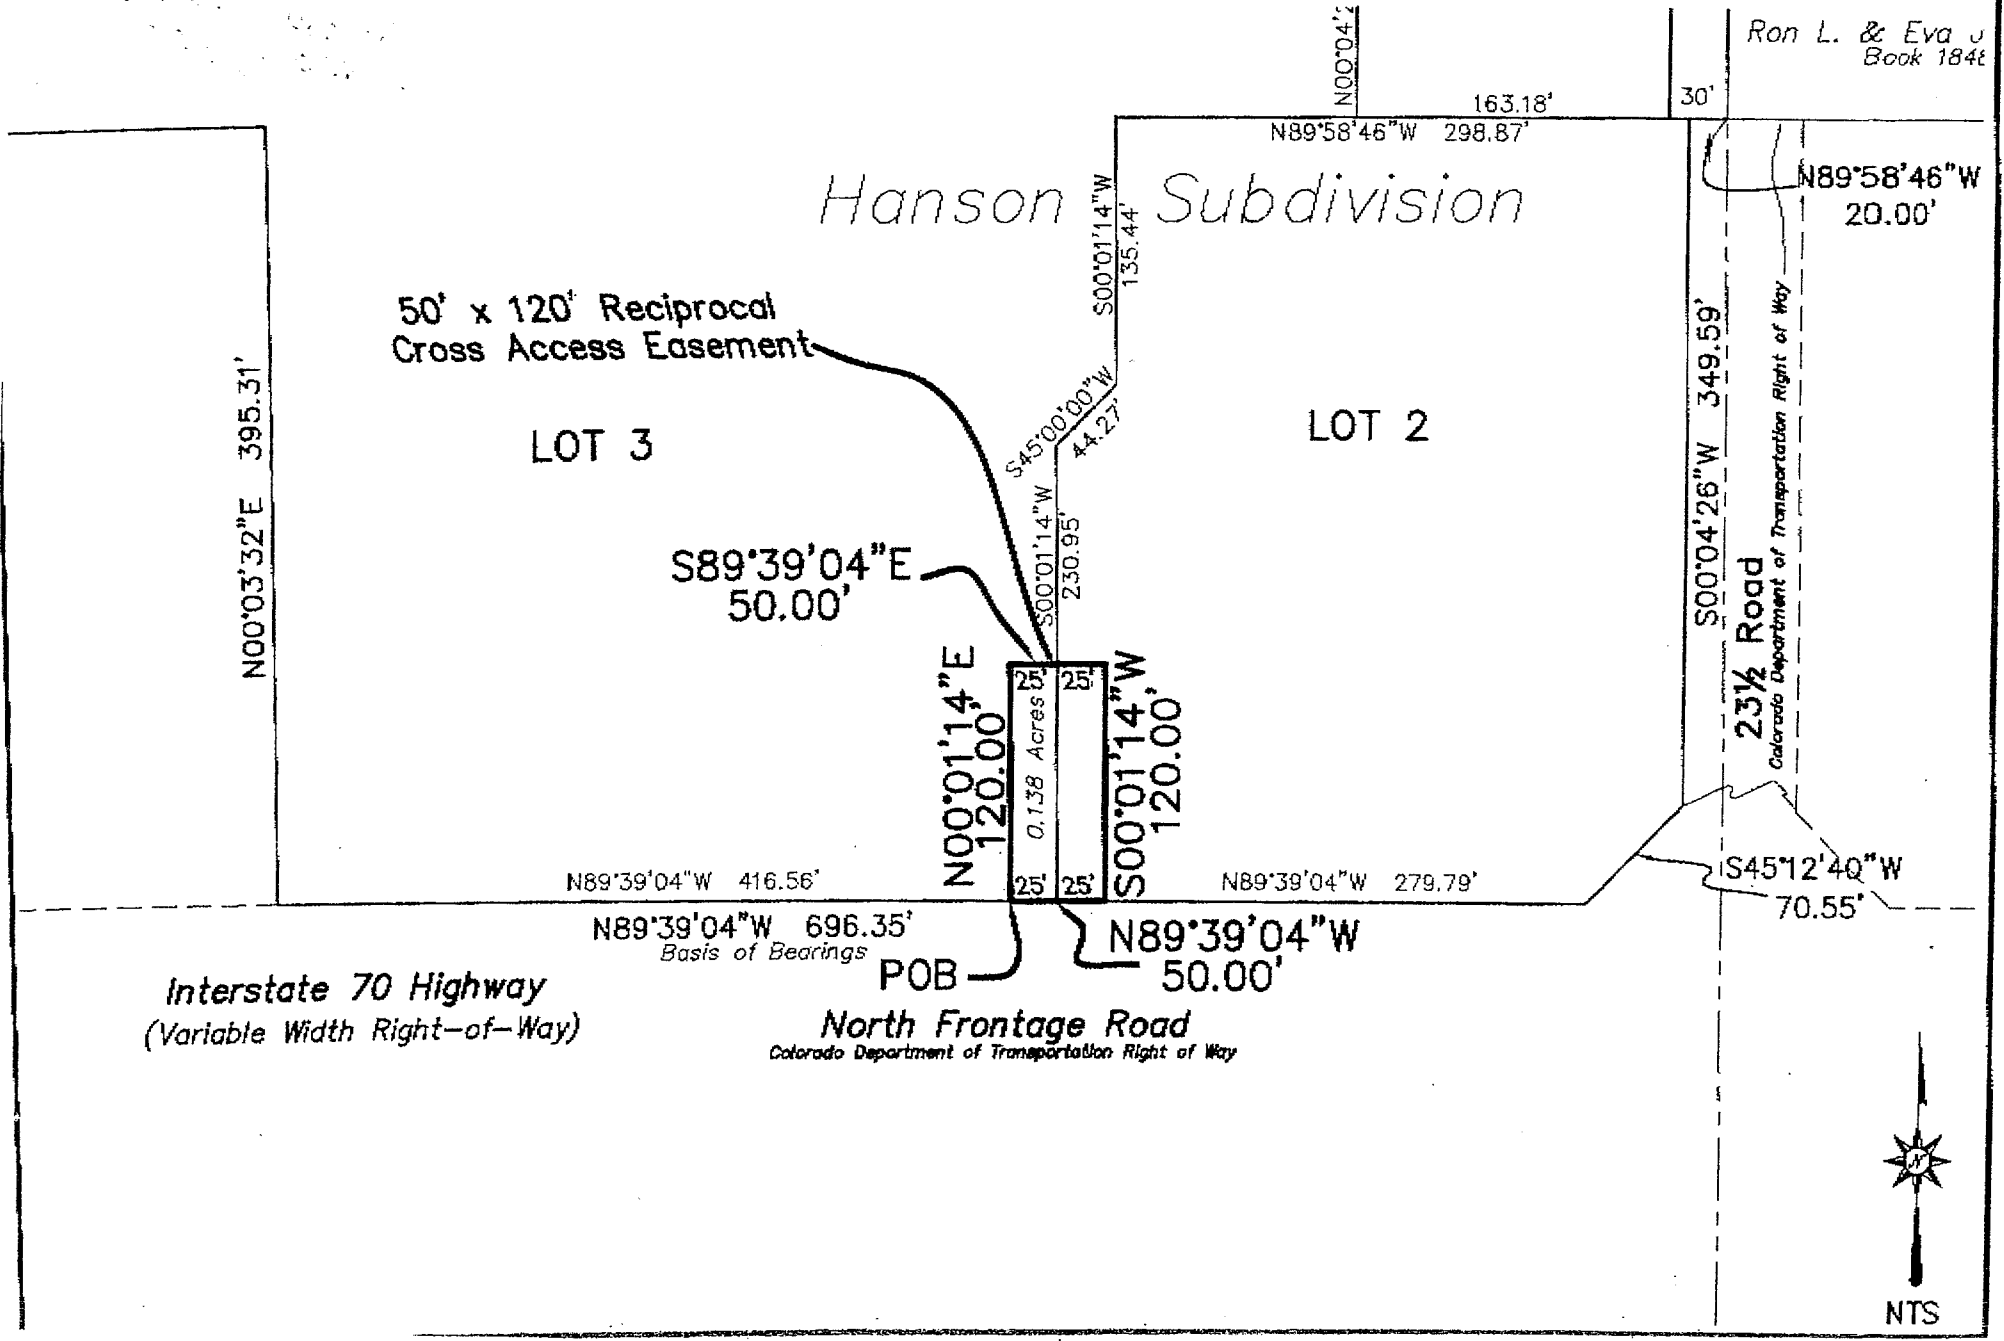 Ron L. & Eva
Book 184
N00°04'2
163.18'
30'
N89°58'46"W 298.87'
N89°58'46"W
20.00'
Hanson Subdivision
S00°01'14"W
135.44'
50' x 120' Reciprocal
Cross Access Easement
N00°03'32"E 395.31'
LOT 3
S45°00'00"W
44.27'
LOT 2
S00°04'26"W 349.59'
23½ Road
Colorado Department of Transportation Right of Way
S00°01'14"W
230.95'
S89°39'04"E
50.00'
25' 25'
N00°01'14"E
120.00'
0.138 Acres
S00°01'14"W
120.00'
25' 25'
N89°39'04"W 416.56'
N89°39'04"W 279.79'
S45°12'40"W
70.55'
N89°39'04"W 696.35'
Basis of Bearings
POB
N89°39'04"W
50.00'
Interstate 70 Highway
(Variable Width Right-of-Way)
North Frontage Road
Colorado Department of Transportation Right of Way
N
NTS